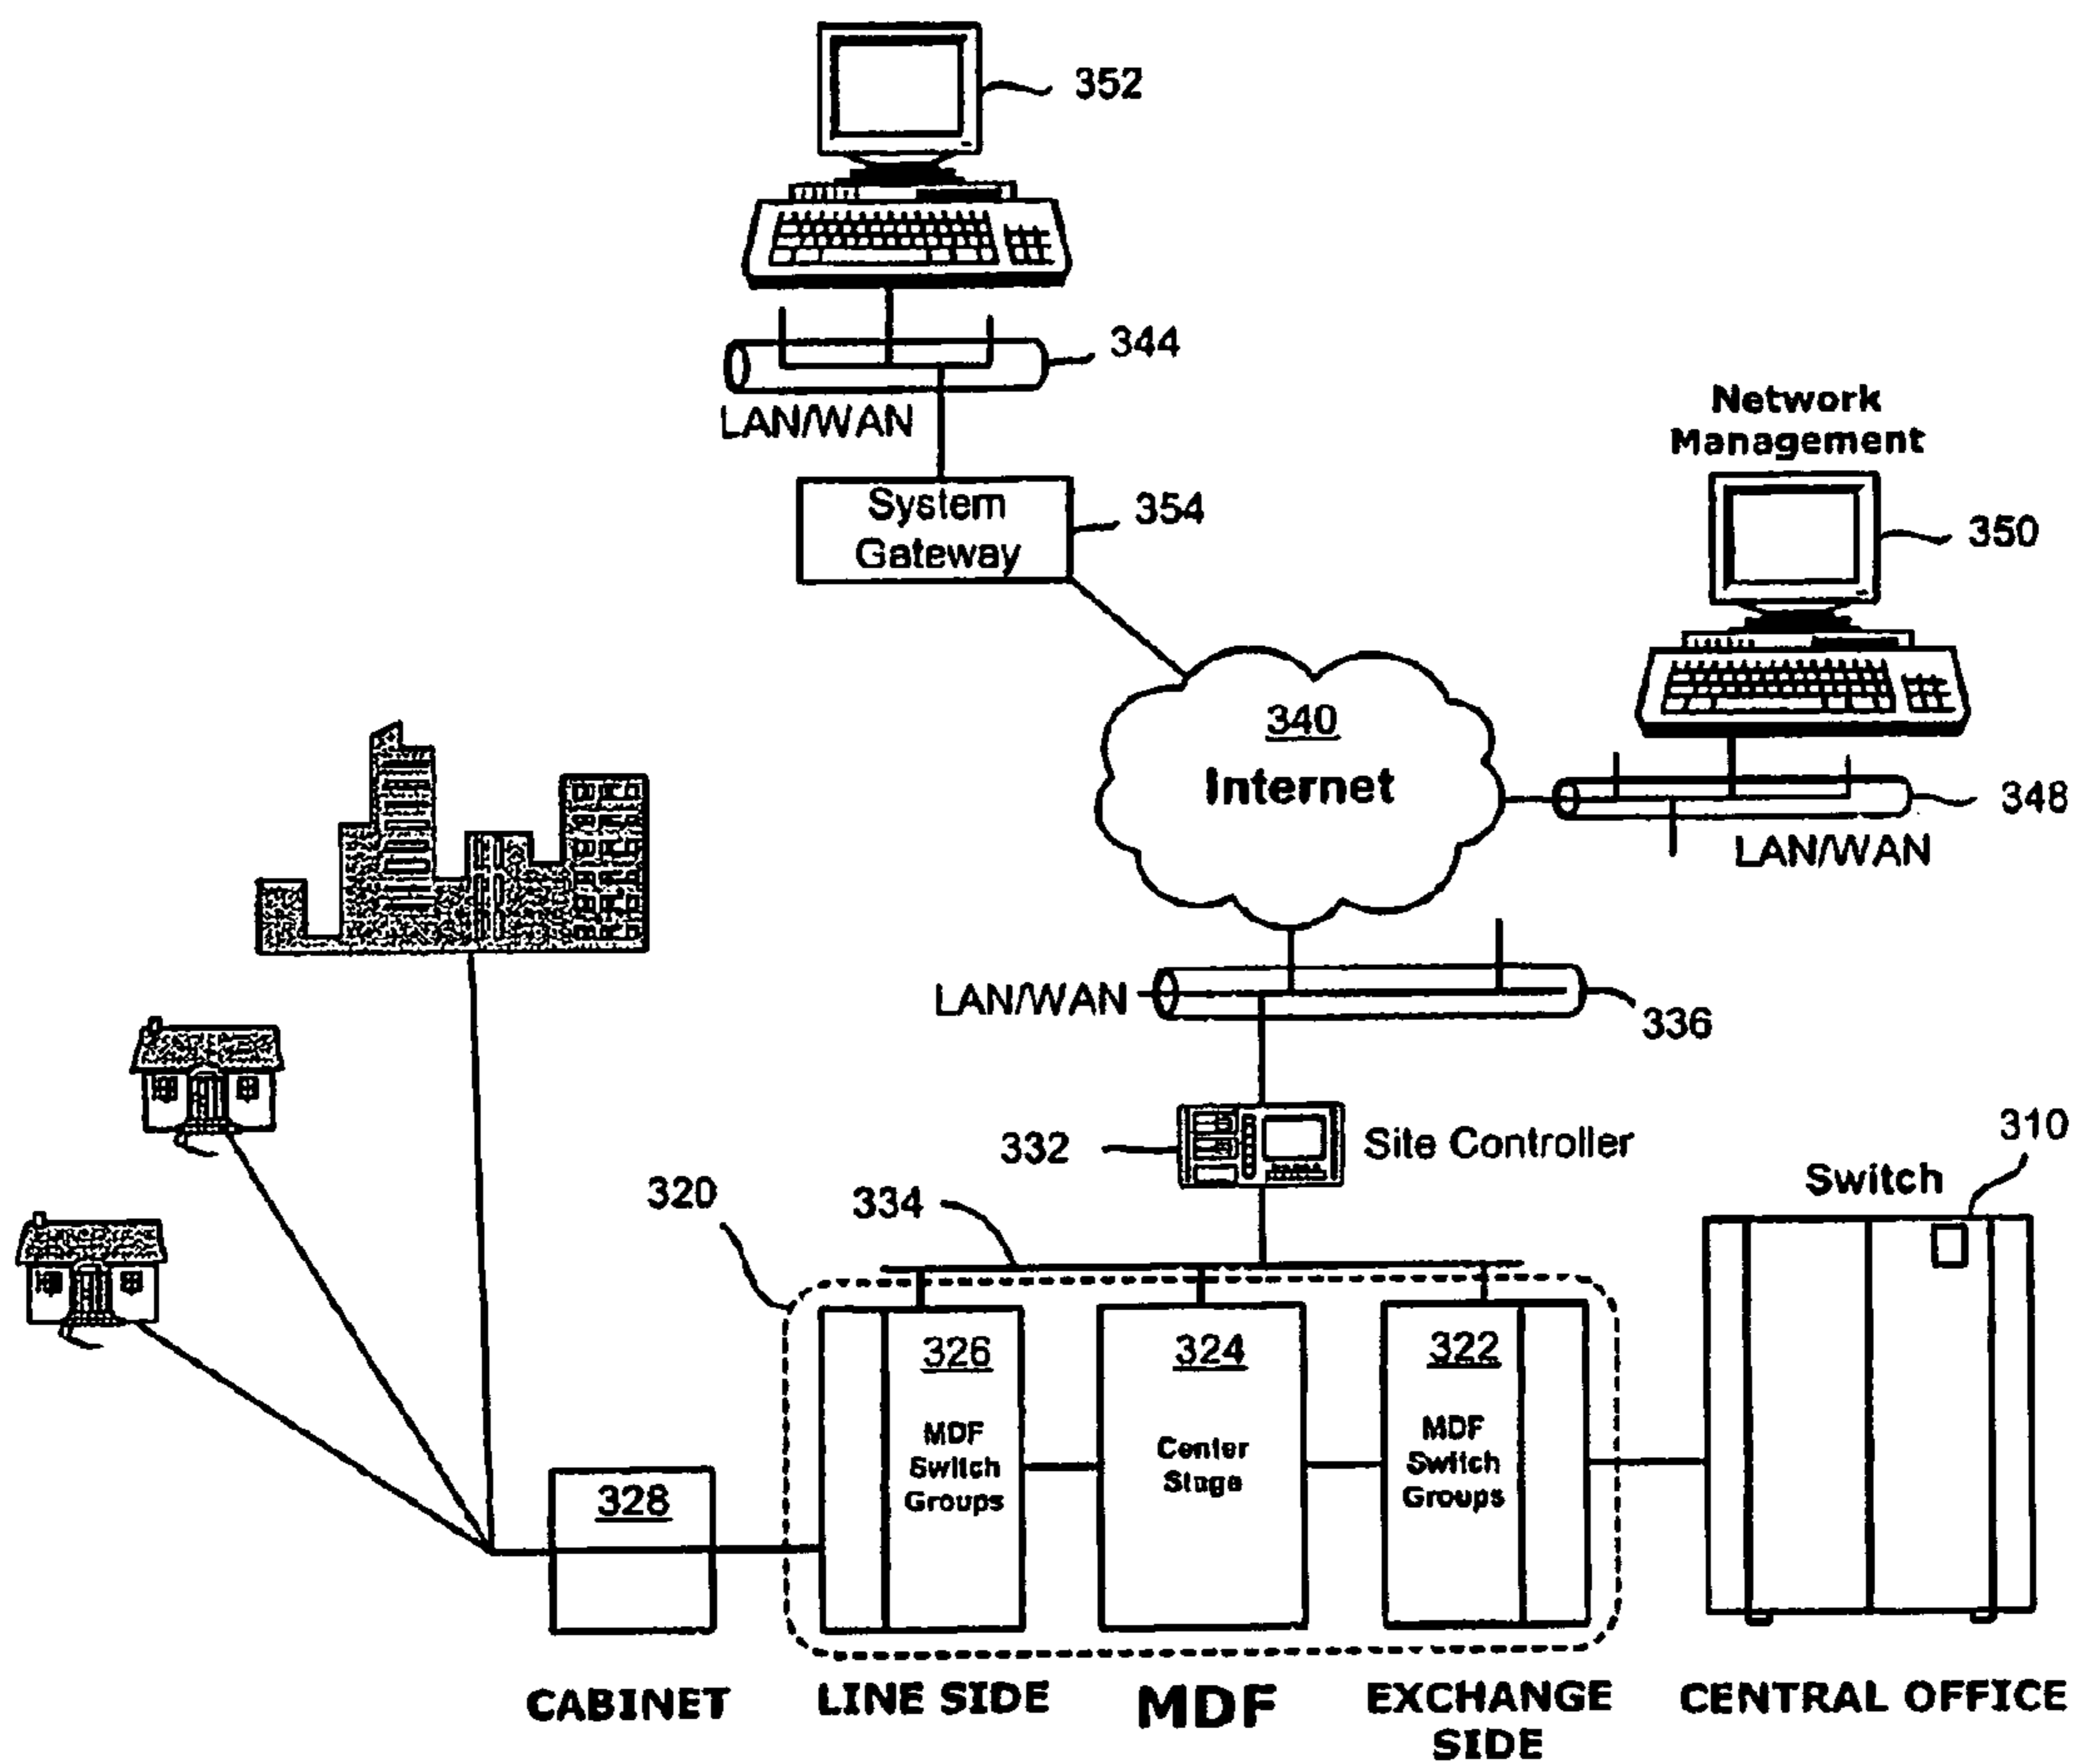 352
344
LAN/WAN
Network
Management
System
Gateway
354
350
340
Internet
348
LAN/WAN
LAN/WAN
336
332
Site Controller
310
Switch
320
334
326
MDF
Switch
Groups
324
Center
Stage
322
MDF
Switch
Groups
328
CABINET
LINE SIDE
MDF
EXCHANGE
SIDE
CENTRAL OFFICE